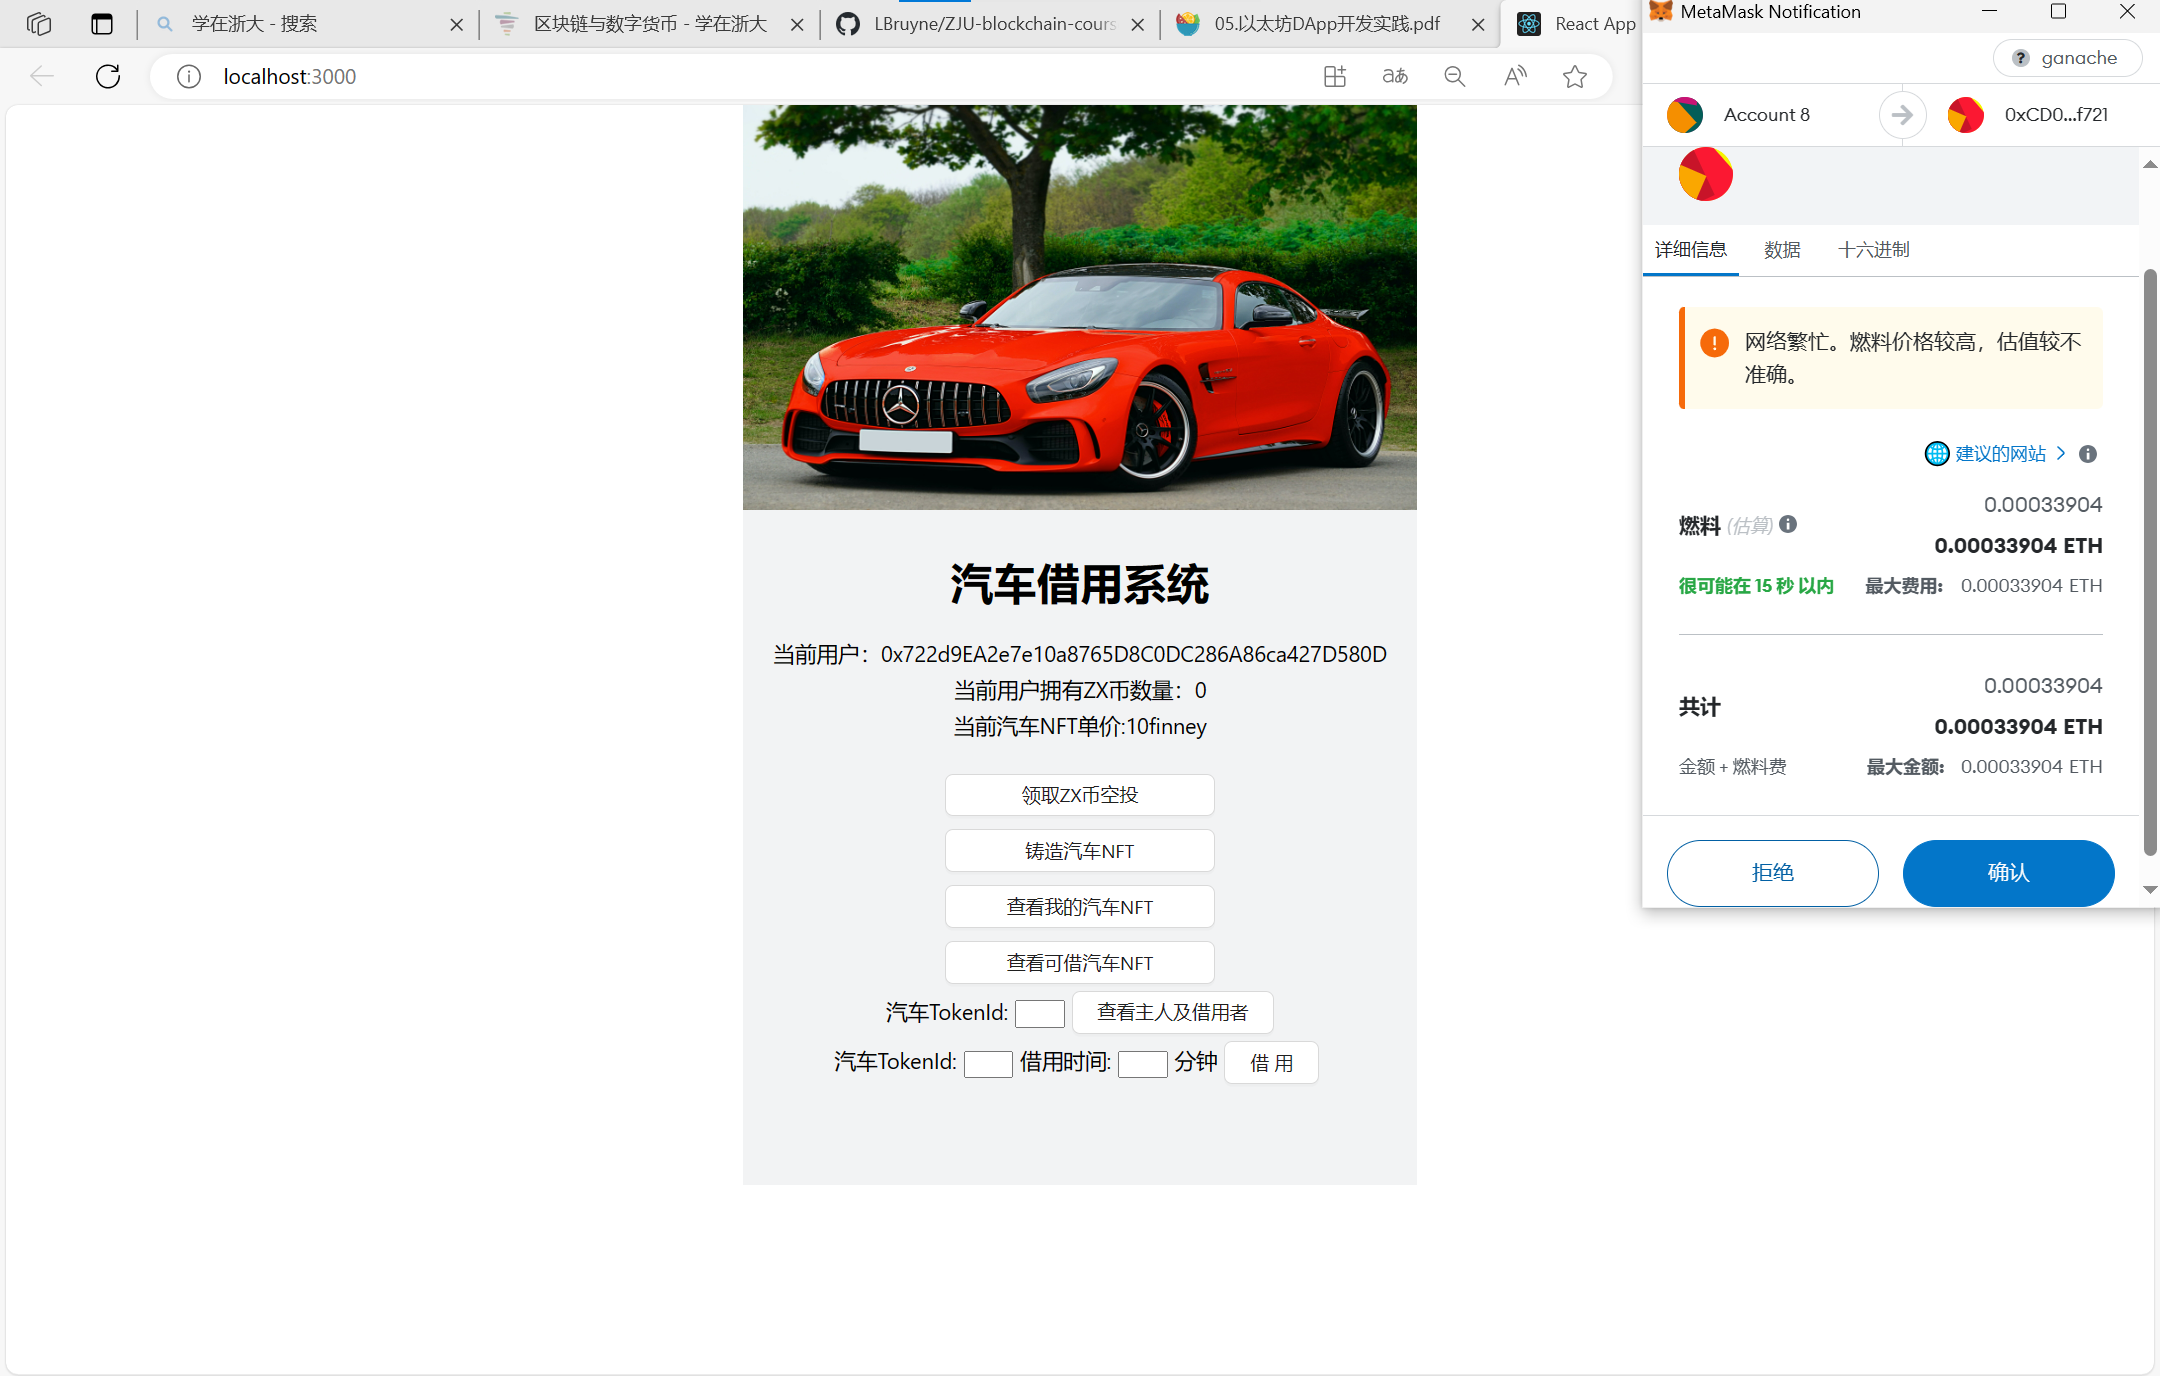 学在浙大 - 搜索
区块链与数字货币 - 学在浙大
LBruyne/ZJU-blockchain-cours
05.以太坊DApp开发实践.pdf
React App
localhost:3000
汽车借用系统
当前用户：0x722d9EA2e7e10a8765D8C0DC286A86ca427D580D
当前用户拥有ZX币数量：0
当前汽车NFT单价:10finney
领取ZX币空投
铸造汽车NFT
查看我的汽车NFT
查看可借汽车NFT
汽车TokenId: 查看主人及借用者
汽车TokenId: 借用时间: 分钟 借 用
MetaMask Notification
ganache
Account 8
0xCD0...f721
详细信息 数据 十六进制
网络繁忙。燃料价格较高，估值较不
准确。
建议的网站
0.00033904
燃料 (估算)
0.00033904 ETH
很可能在 15 秒 以内 最大费用: 0.00033904 ETH
0.00033904
共计
0.00033904 ETH
金额 + 燃料费 最大金额: 0.00033904 ETH
拒绝 确认